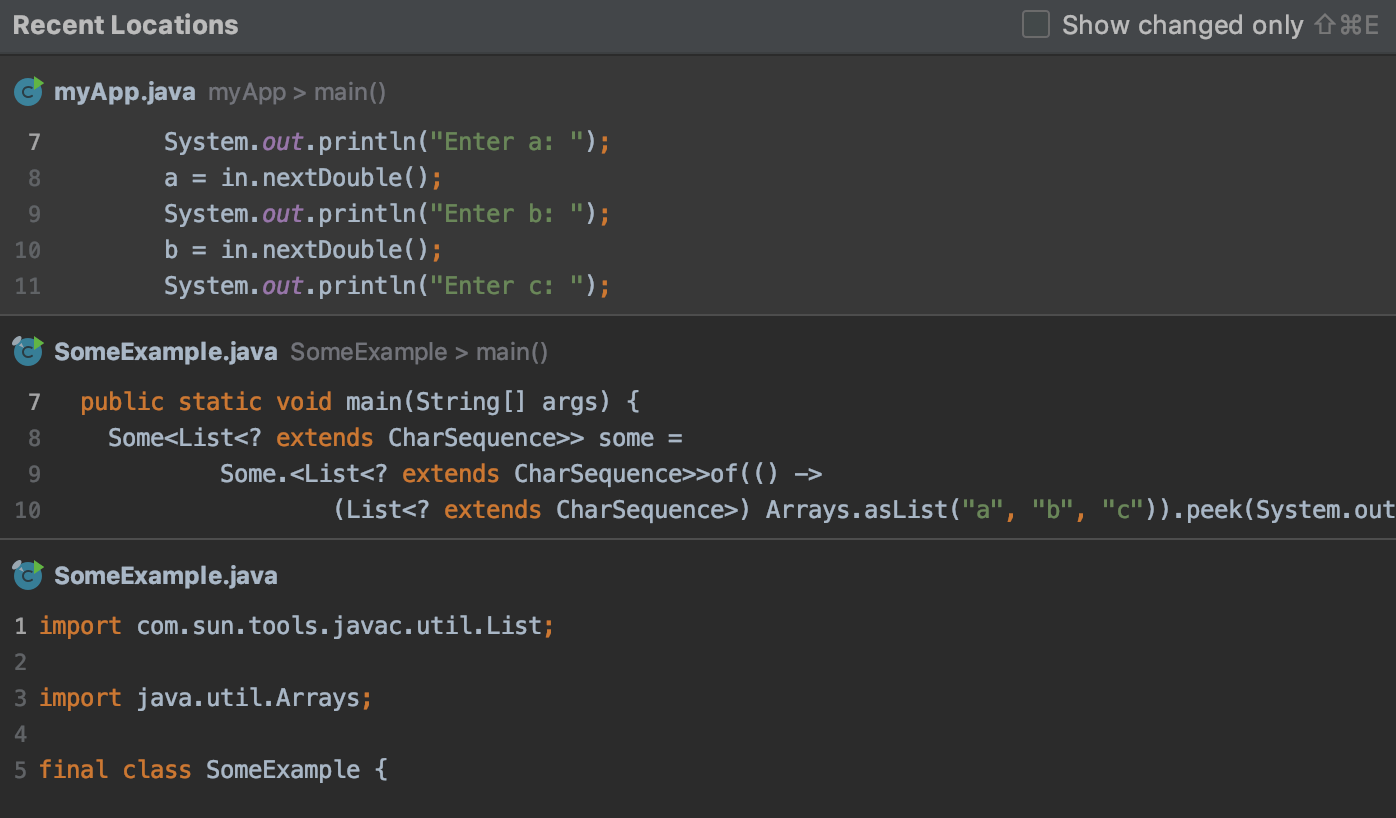 Recent Locations Show changed only ⇧⌘E
myApp.java myApp > main()
7 System.out.println("Enter a: ");
8 a = in.nextDouble();
9 System.out.println("Enter b: ");
10 b = in.nextDouble();
11 System.out.println("Enter c: ");
SomeExample.java SomeExample > main()
7 public static void main(String[] args) {
8 Some<List<? extends CharSequence>> some =
9 Some.<List<? extends CharSequence>>of(() ->
10 (List<? extends CharSequence>) Arrays.asList("a", "b", "c")).peek(System.out
SomeExample.java
1 import com.sun.tools.javac.util.List;
2
3 import java.util.Arrays;
4
5 final class SomeExample {